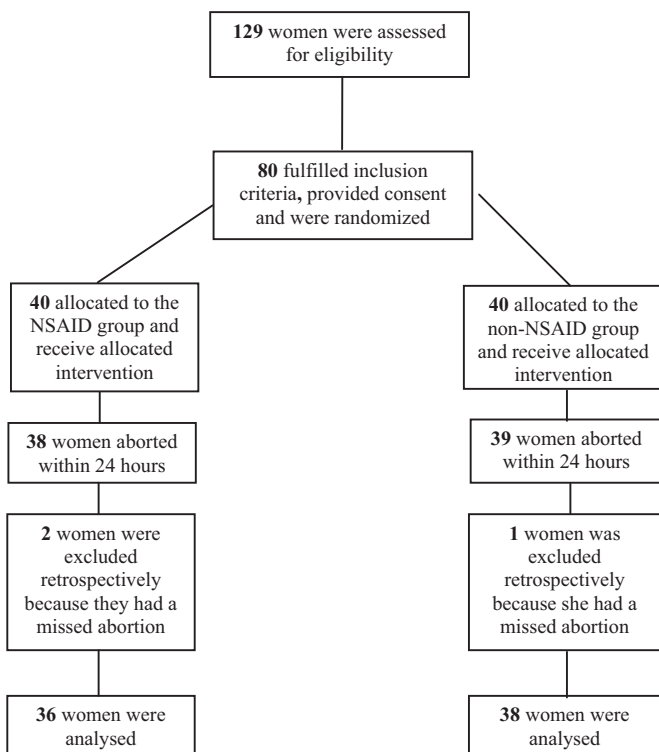 129 women were assessed
for eligibility
80 fulfilled inclusion
criteria, provided consent
and were randomized
40 allocated to the
NSAID group and
receive allocated
intervention
40 allocated to the
non-NSAID group
and receive allocated
intervention
38 women aborted
within 24 hours
39 women aborted
within 24 hours
2 women were
excluded
retrospectively
because they had a
missed abortion
1 women was
excluded
retrospectively
because she had a
missed abortion
36 women were
analysed
38 women were
analysed